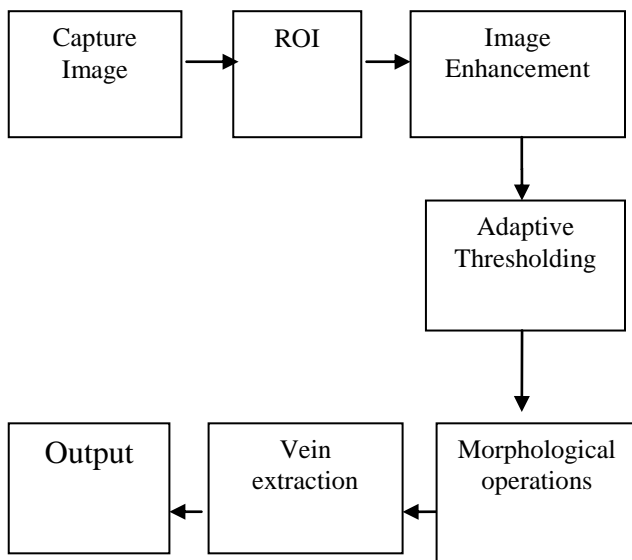 Capture
Image
ROI
Image
Enhancement
Adaptive
Thresholding
Morphological
operations
Vein
extraction
Output